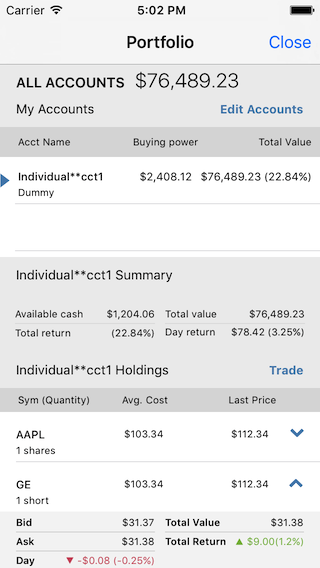 Carrier 5:02 PM
Portfolio Close
ALL ACCOUNTS $76,489.23
My Accounts Edit Accounts
Acct Name Buying power Total Value
Individual**cct1 $2,408.12 $76,489.23 (22.84%)
Dummy
Individual**cct1 Summary
Available cash $1,204.06 Total value $76,489.23
Total return (22.84%) Day return $78.42 (3.25%)
Individual**cct1 Holdings Trade
Sym (Quantity) Avg. Cost Last Price
AAPL $103.34 $112.34
1 shares
GE $103.34 $112.34
1 short
Bid $31.37 Total Value $31.38
Ask $31.38 Total Return ▲ $9.00(1.2%)
Day ▼ -$0.08 (-0.25%)